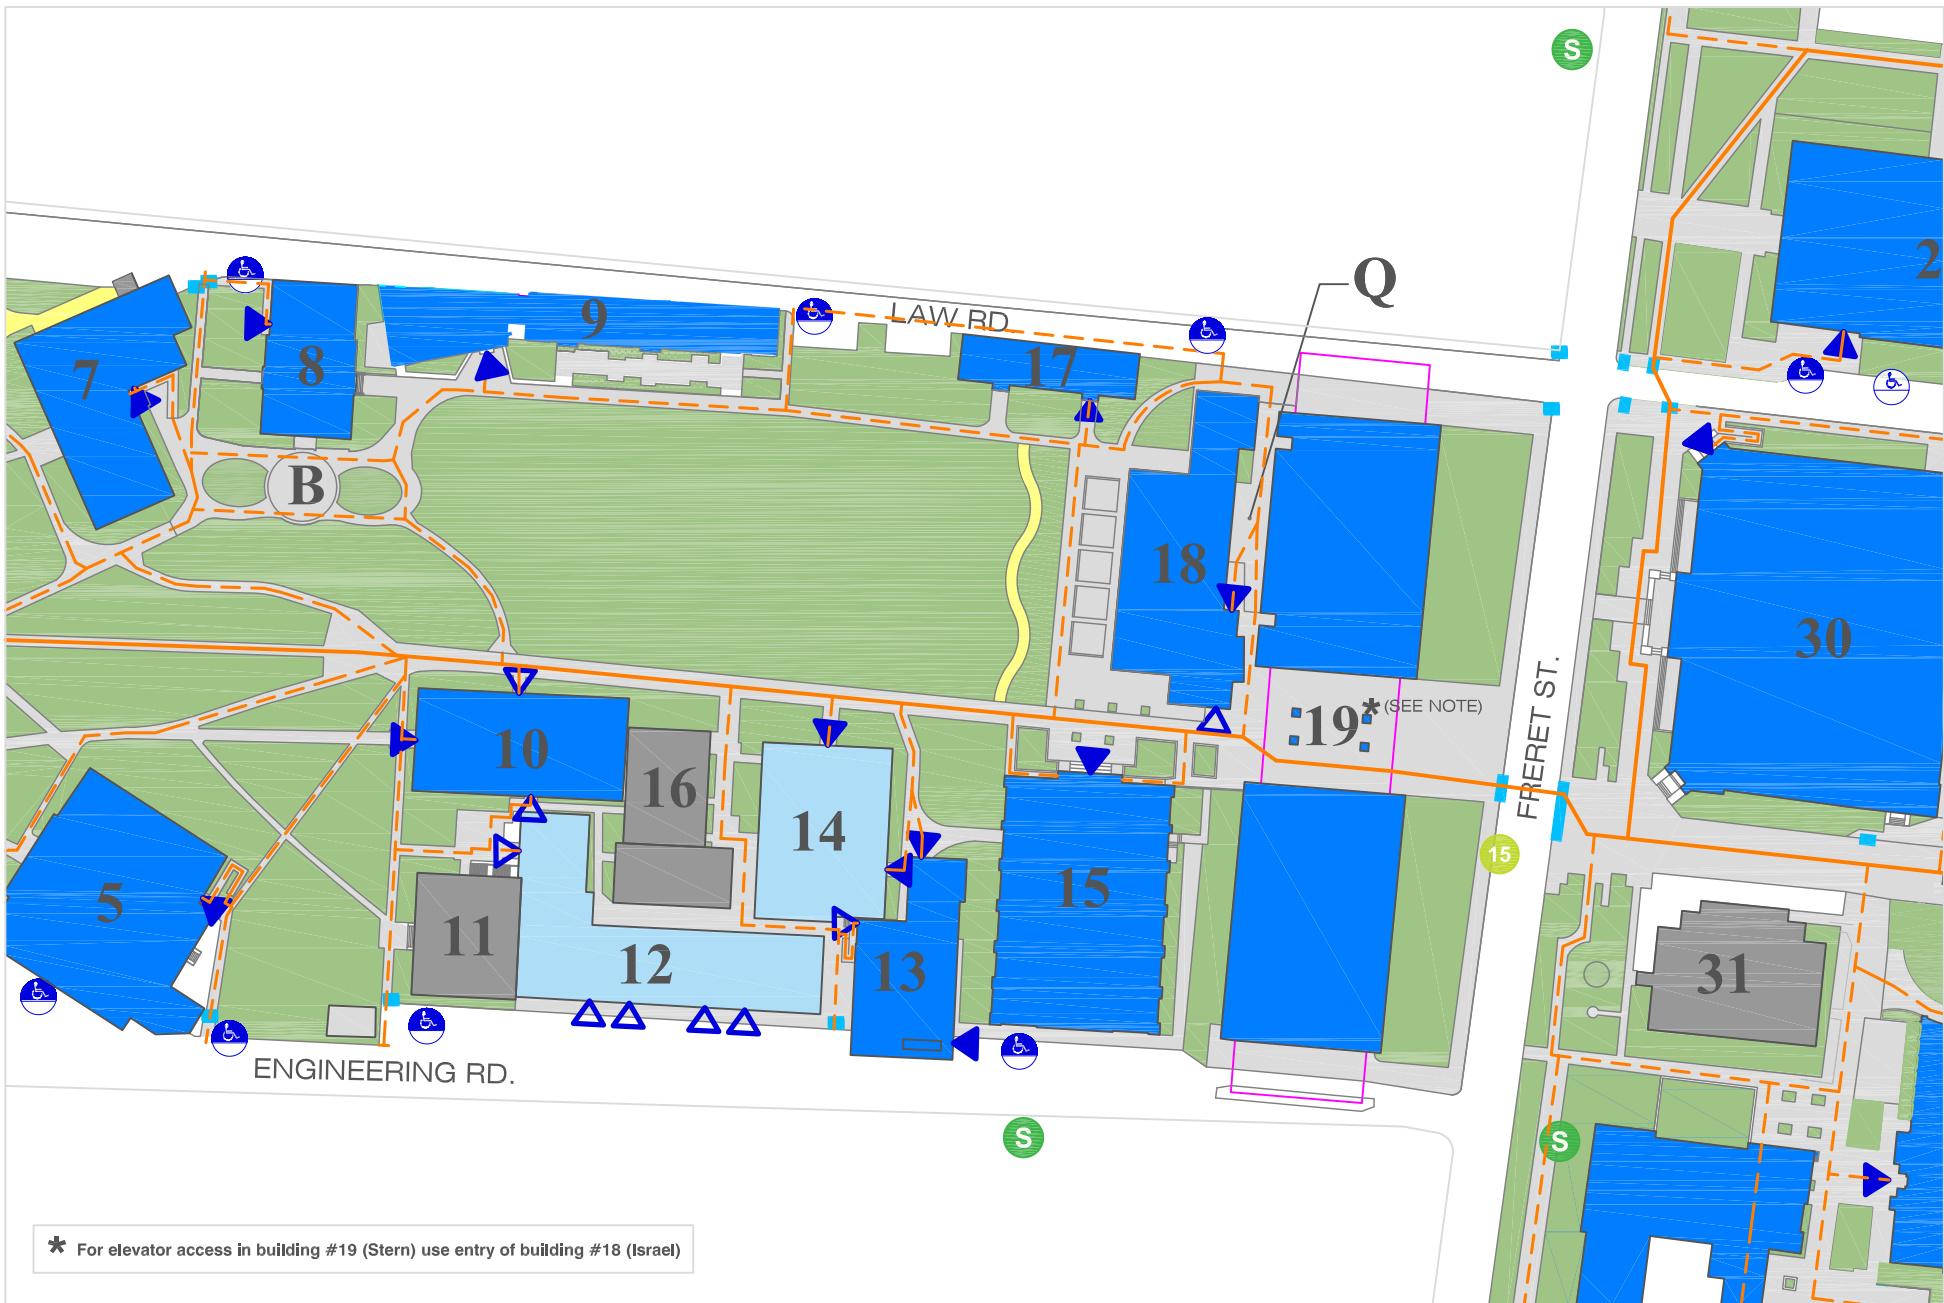 S
Q
LAW RD
2
7
8
9
17
B
18
30
19* (SEE NOTE)
FRERET ST.
10
16
14
15
15
5
11
12
13
31
ENGINEERING RD.
S
S
* For elevator access in building #19 (Stern) use entry of building #18 (Israel)